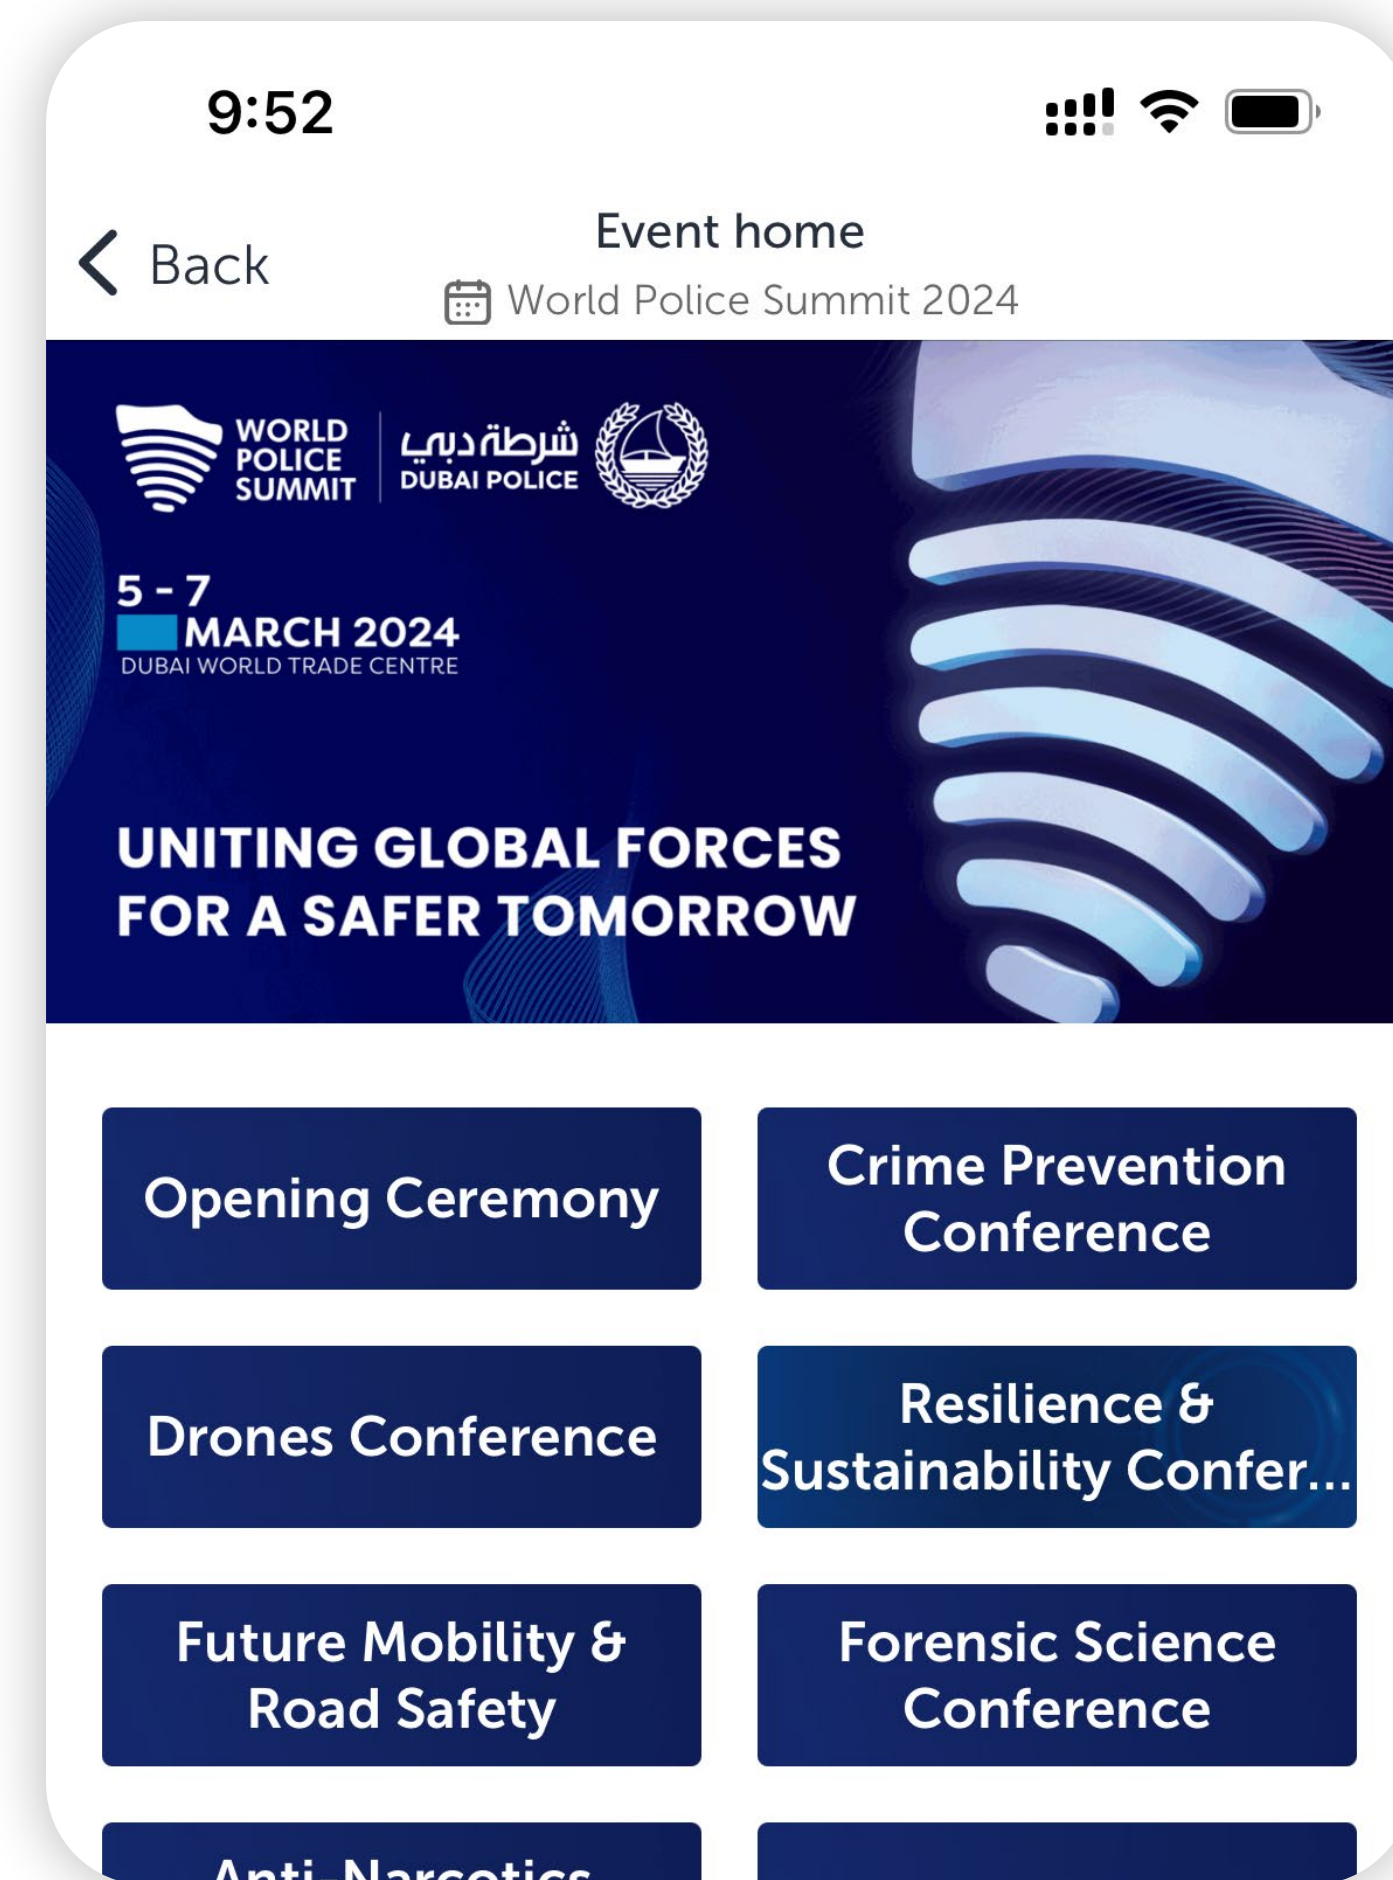 9:52
Back
Event home
World Police Summit 2024
WORLD
POLICE
SUMMIT
شرطة دبي
DUBAI POLICE
5 - 7
MARCH 2024
DUBAI WORLD TRADE CENTRE
UNITING GLOBAL FORCES
FOR A SAFER TOMORROW
Opening Ceremony
Crime Prevention
Conference
Drones Conference
Resilience &
Sustainability Confer...
Future Mobility &
Road Safety
Forensic Science
Conference
Anti-Narcotics